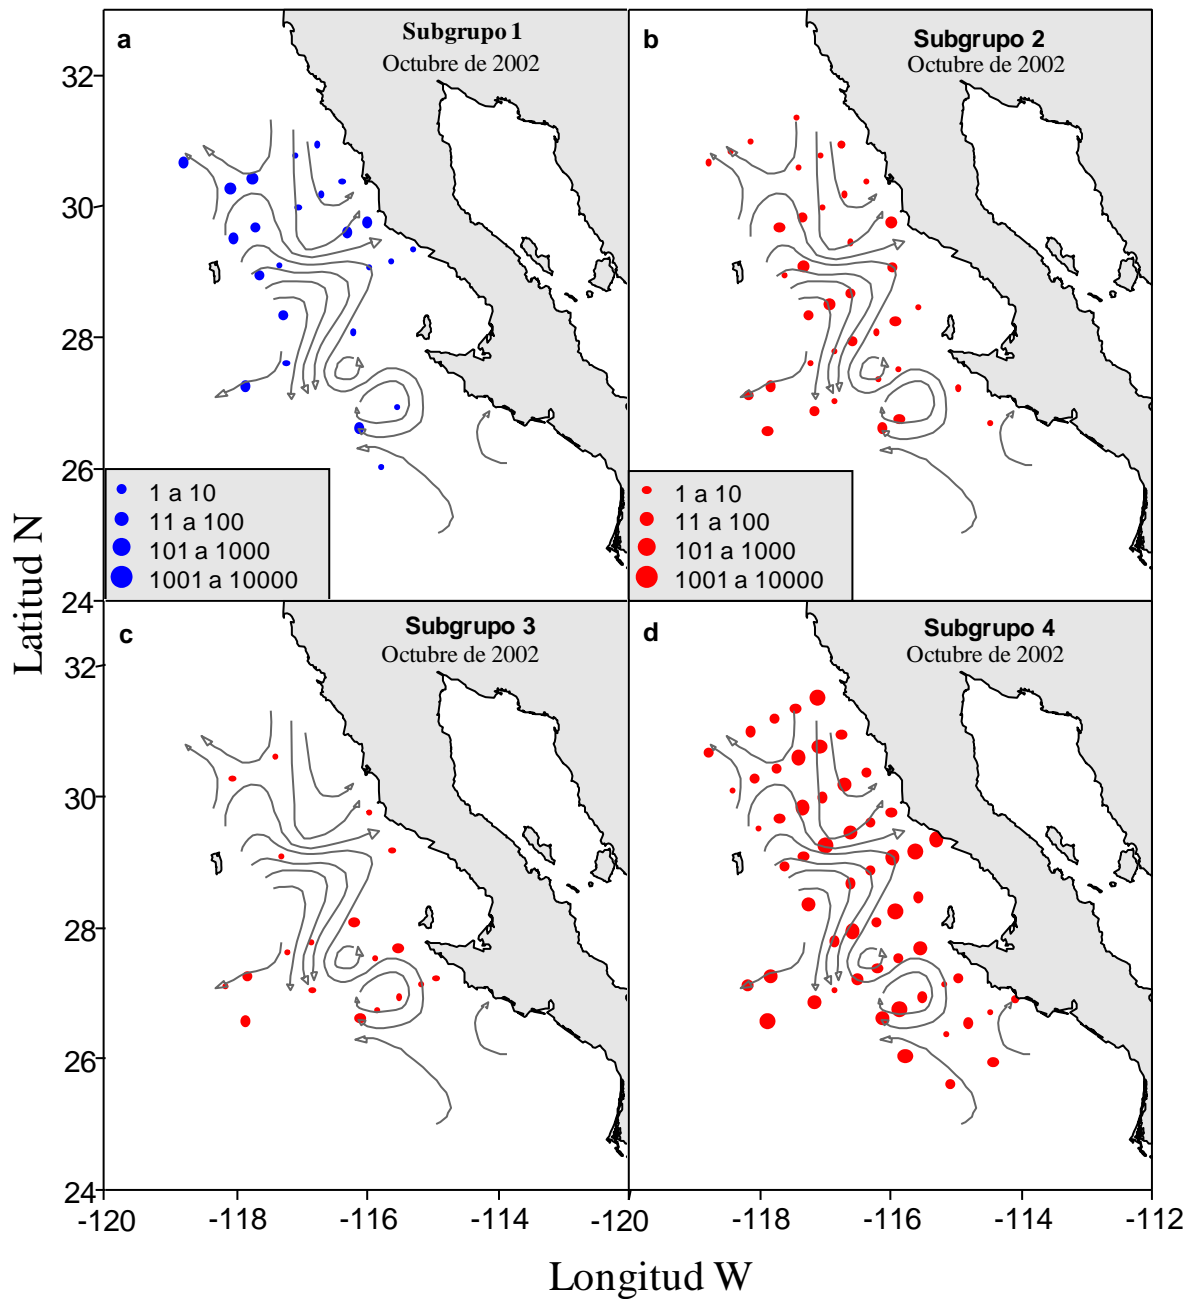 a
Subgrupo 1
Octubre de 2002
b
Subgrupo 2
Octubre de 2002
32
30
28
26
24
1 a 10
11 a 100
101 a 1000
1001 a 10000
1 a 10
11 a 100
101 a 1000
1001 a 10000
Latitud N
c
Subgrupo 3
Octubre de 2002
d
Subgrupo 4
Octubre de 2002
32
30
28
26
24
-120
-118
-116
-114
-120
-118
-116
-114
-112
Longitud W